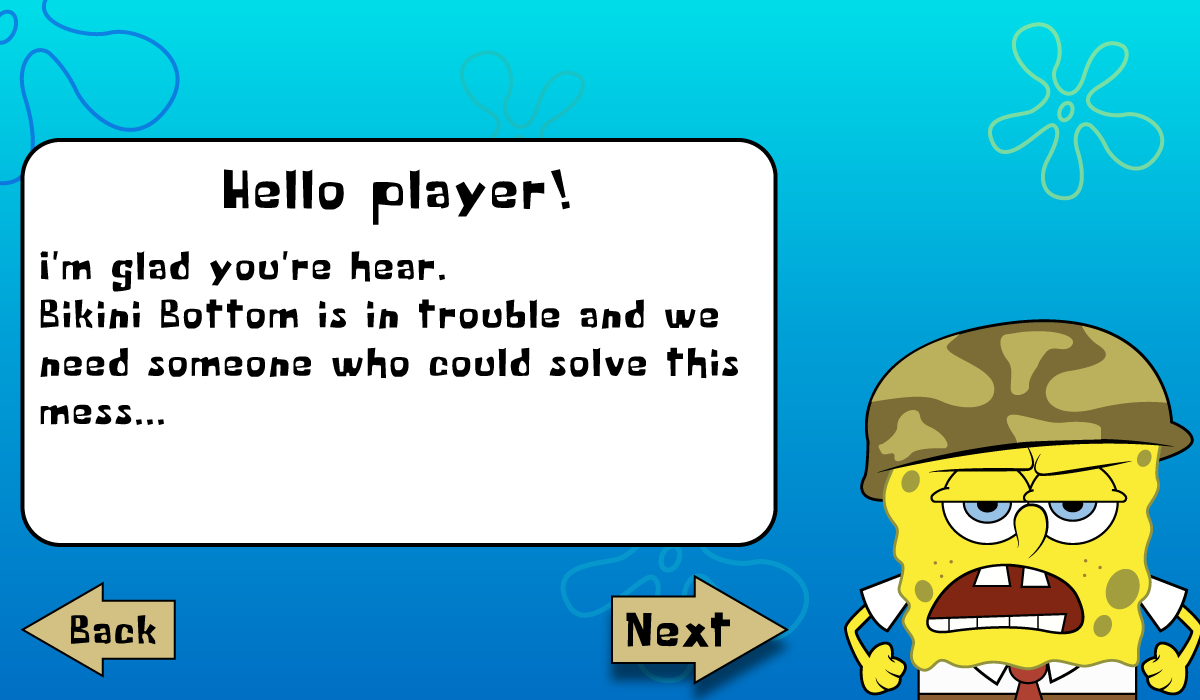 Hello player!
i'm glad you're hear.
Bikini Bottom is in trouble and we
need someone who could solve this
mess...
Back
Next